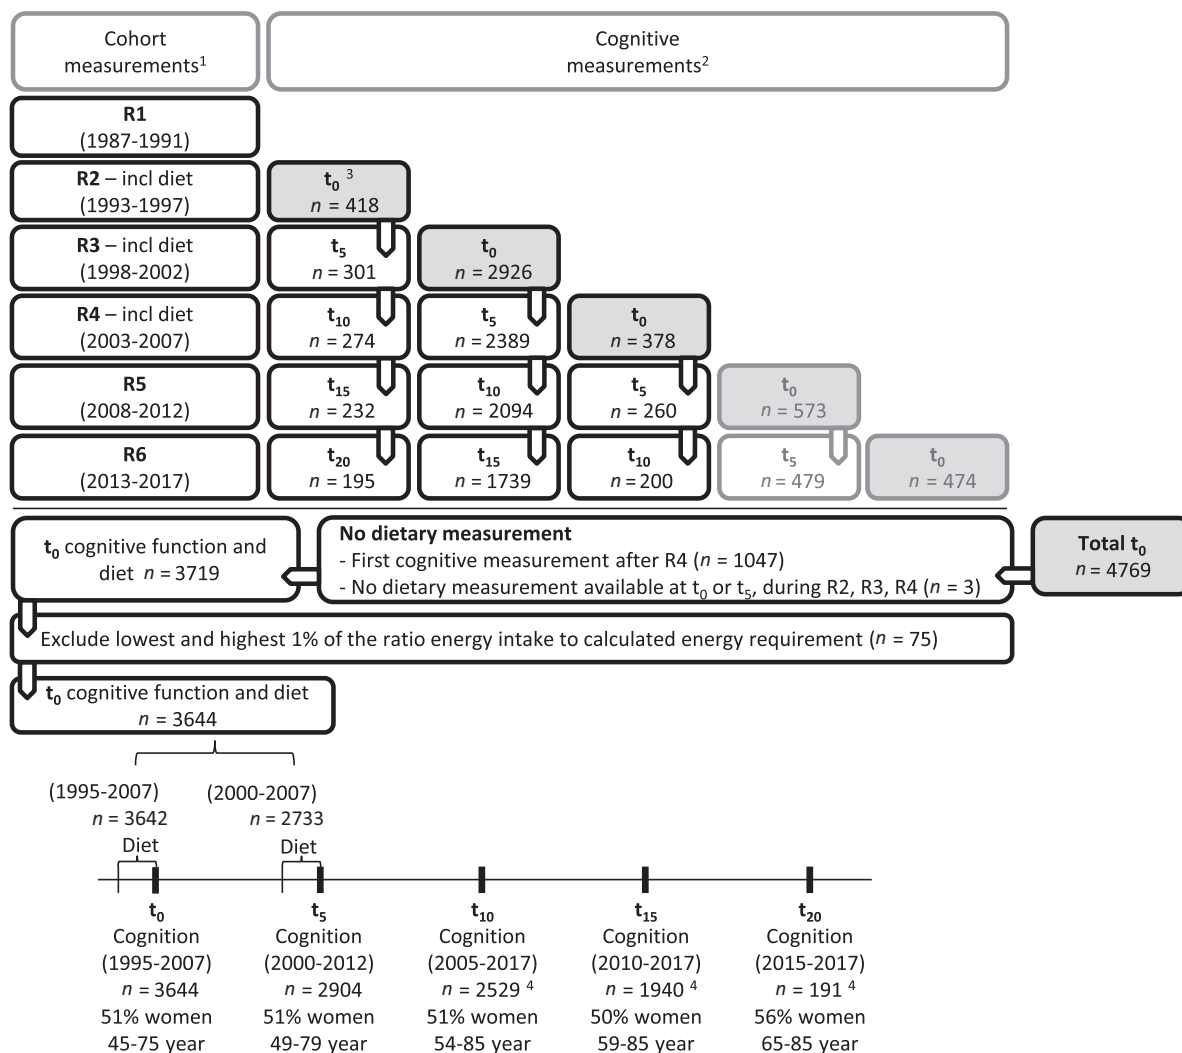 Cohort
measurements¹
Cognitive
measurements²
R1
(1987-1991)
R2 – incl diet
(1993-1997)
t₀ ³
n = 418
R3 – incl diet
(1998-2002)
t₅
n = 301
t₀
n = 2926
R4 – incl diet
(2003-2007)
t₁₀
n = 274
t₅
n = 2389
t₀
n = 378
R5
(2008-2012)
t₁₅
n = 232
t₁₀
n = 2094
t₅
n = 260
t₀
n = 573
R6
(2013-2017)
t₂₀
n = 195
t₁₅
n = 1739
t₁₀
n = 200
t₅
n = 479
t₀
n = 474
t₀ cognitive function and
diet n = 3719
No dietary measurement
- First cognitive measurement after R4 (n = 1047)
- No dietary measurement available at t₀ or t₅, during R2, R3, R4 (n = 3)
Total t₀
n = 4769
Exclude lowest and highest 1% of the ratio energy intake to calculated energy requirement (n = 75)
t₀ cognitive function and diet
n = 3644
(1995-2007)
n = 3642
(2000-2007)
n = 2733
Diet
Diet
t₀
Cognition
(1995-2007)
n = 3644
51% women
45-75 year
t₅
Cognition
(2000-2012)
n = 2904
51% women
49-79 year
t₁₀
Cognition
(2005-2017)
n = 2529 ⁴
51% women
54-85 year
t₁₅
Cognition
(2010-2017)
n = 1940 ⁴
50% women
59-85 year
t₂₀
Cognition
(2015-2017)
n = 191 ⁴
56% women
65-85 year